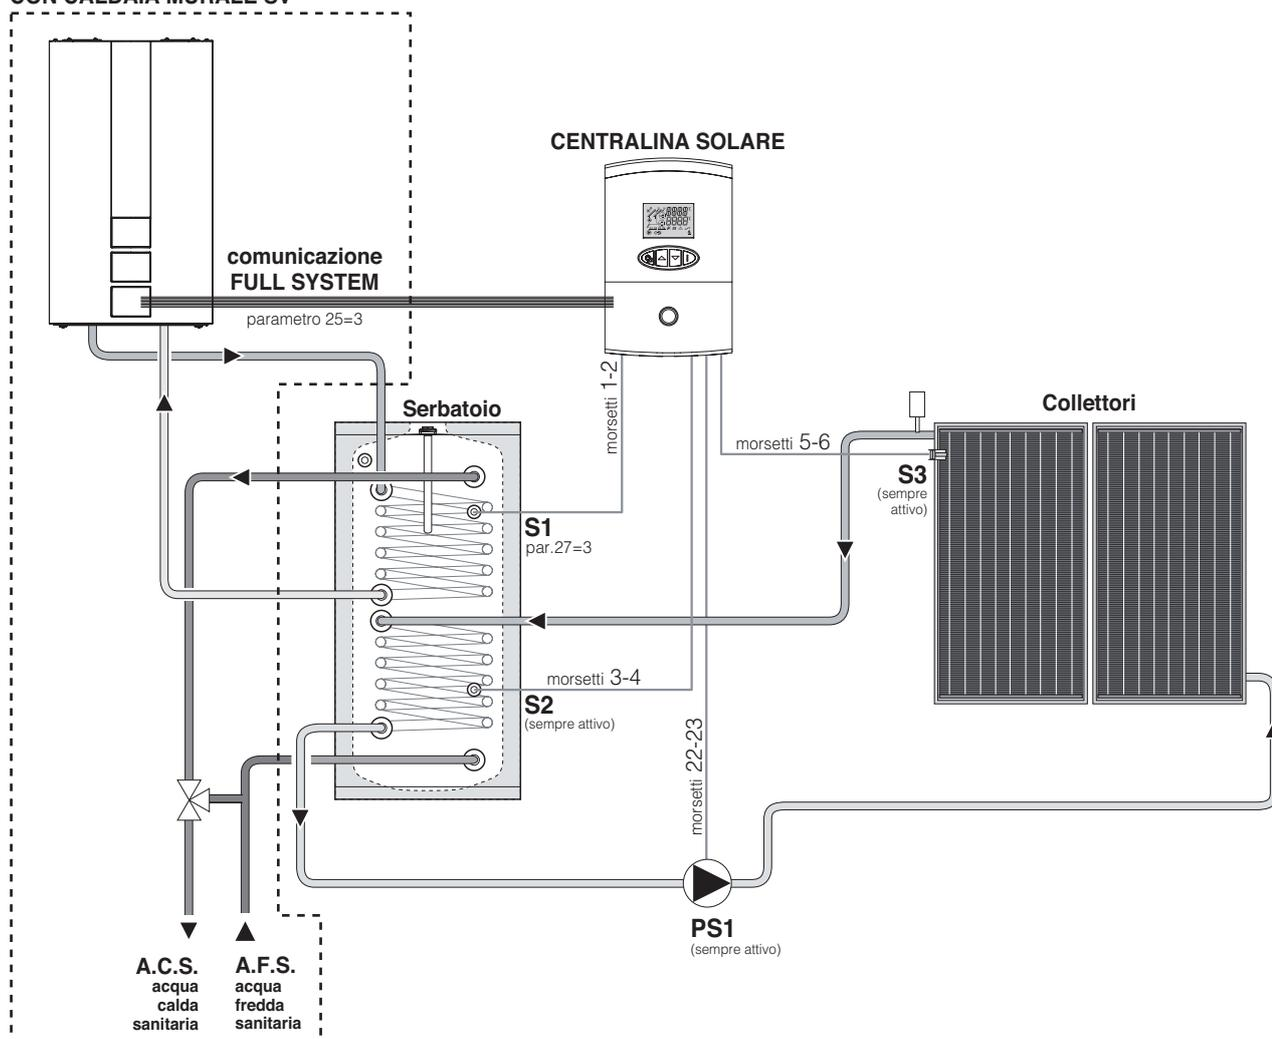 CON CALDAIA MURALE SV
CENTRALINA SOLARE
comunicazione
FULL SYSTEM
parametro 25=3
morsetti 1-2
Serbatoio
morsetti 5-6
Collettori
S3
(sempre
attivo)
S1
par.27=3
morsetti 3-4
S2
(sempre attivo)
morsetti 22-23
PS1
(sempre attivo)
A.C.S.
acqua
calda
sanitaria
A.F.S.
acqua
fredda
sanitaria